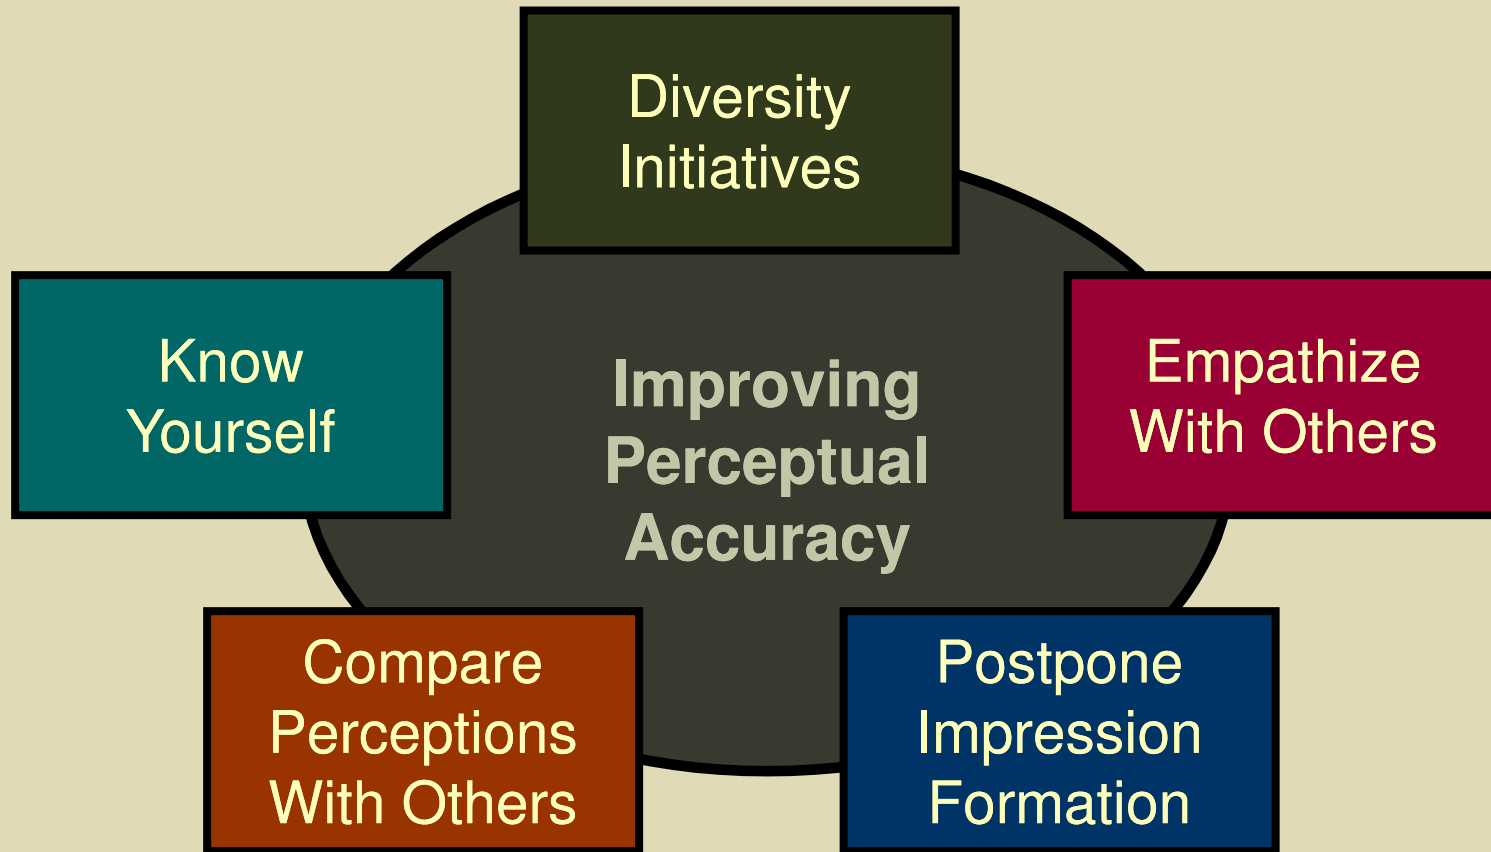 Diversity
Initiatives
Know
Yourself
Improving
Perceptual
Accuracy
Empathize
With Others
Compare
Perceptions
With Others
Postpone
Impression
Formation